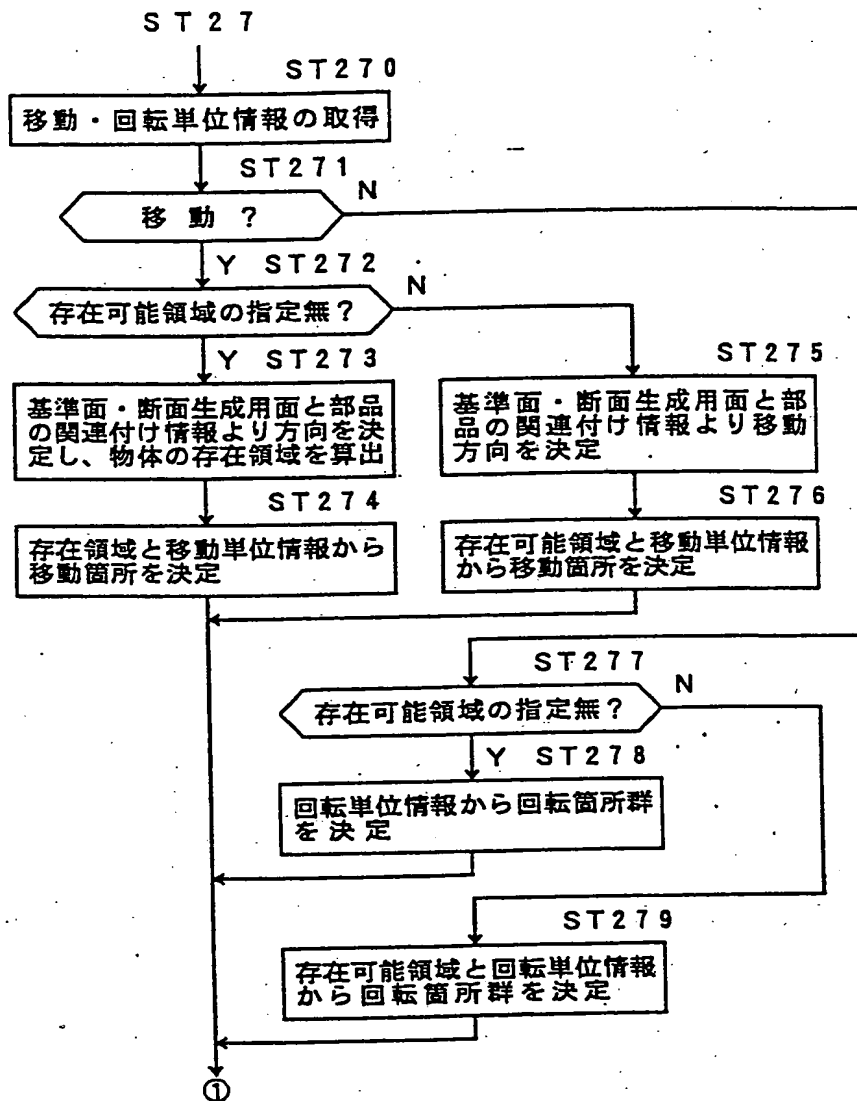 ST27
ST270
移動・回転単位情報の取得
ST271
移動?
N
Y ST272
存在可能領域の指定無?
N
Y ST273
基準面・断面生成用面と部品
の関連付け情報より方向を決
定し、物体の存在領域を算出
ST274
存在領域と移動単位情報から
移動箇所を決定
ST275
基準面・断面生成用面と部
品の関連付け情報より移動
方向を決定
ST276
存在可能領域と移動単位情報
から移動箇所を決定
ST277
存在可能領域の指定無?
N
Y ST278
回転単位情報から回転箇所群
を決定
ST279
存在可能領域と回転単位情報
から回転箇所群を決定
①